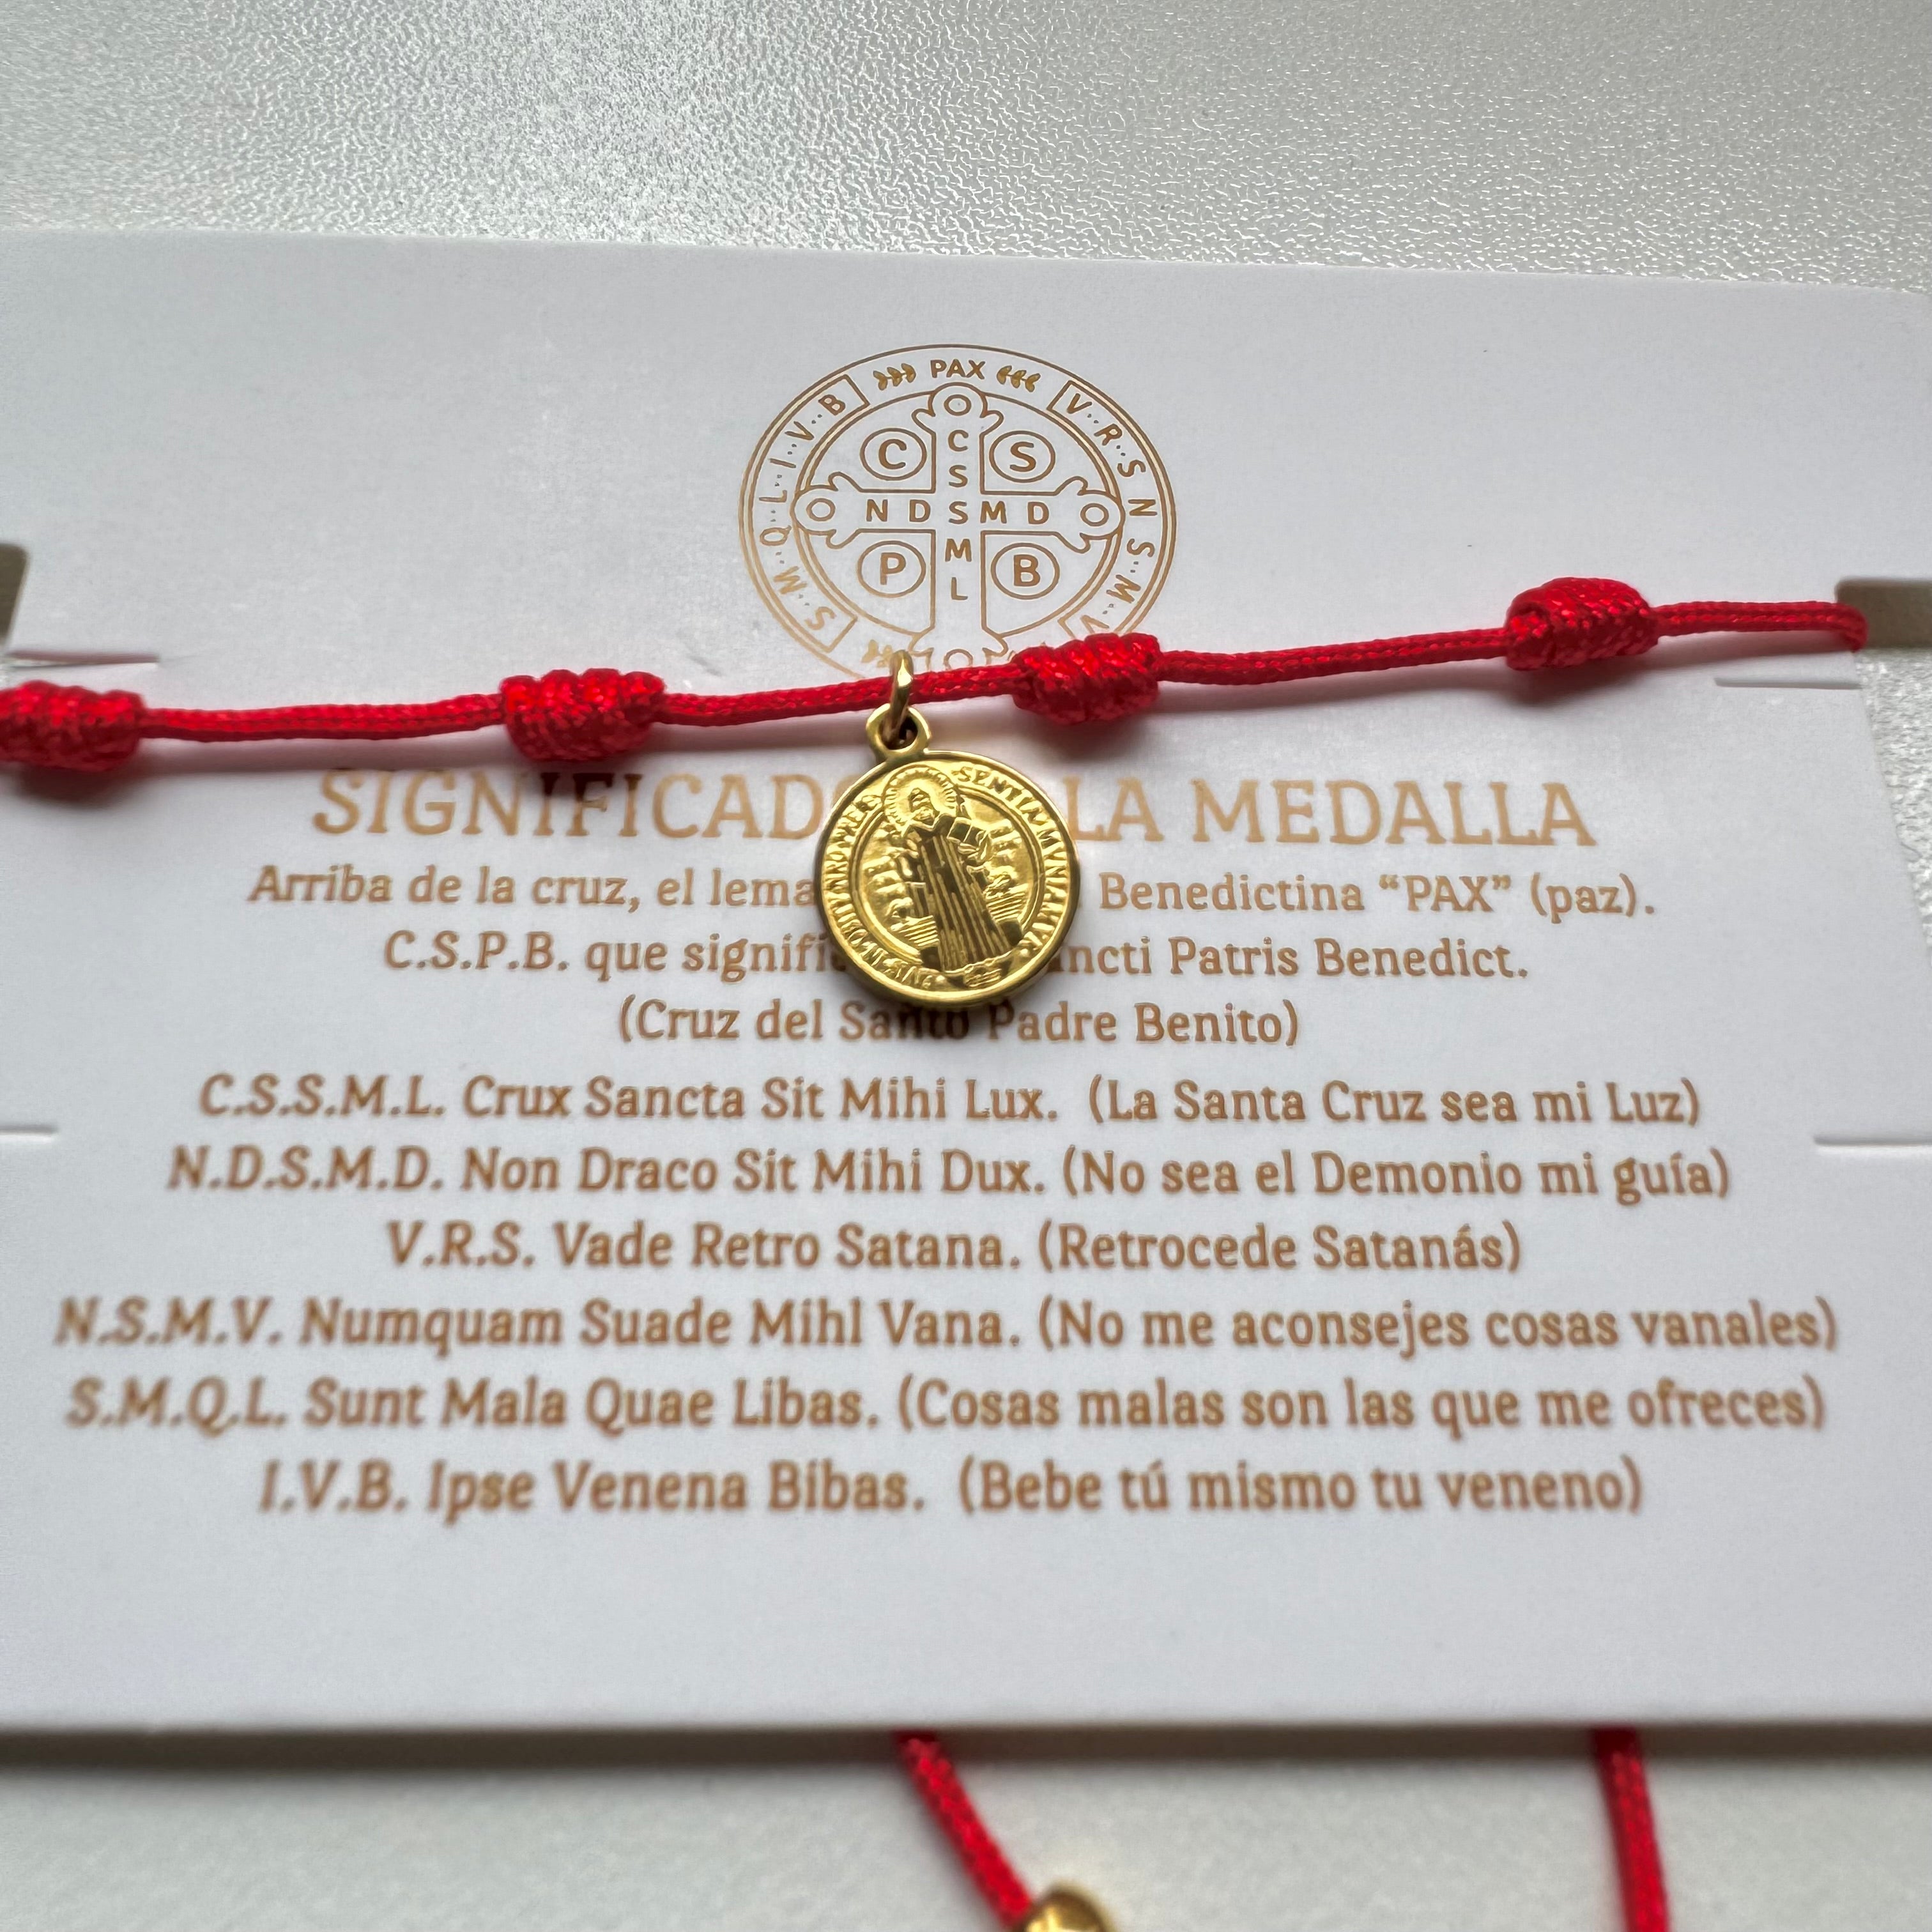 PAX
V. R. S N. S. M. V
S. M. Q. L. I. V. B
C S
C S S M L
N D S M D
P B
SIGNIFICAD LA MEDALLA
Arriba de la cruz, el lema Benedictina “PAX” (paz).
C.S.P.B. que Patris Benedict.
(Cruz del Santo Padre Benito)
C.S.S.M.L. Crux Sancta Sit Mihi Lux. (La Santa Cruz sea mi Luz)
N.D.S.M.D. Non Draco Sit Mihi Dux. (No sea el Demonio mi guía)
V.R.S. Vade Retro Satana. (Retrocede Satanás)
N.S.M.V. Numquam Suade Mihl Vana. (No me aconsejes cosas vanales)
S.M.Q.L. Sunt Mala Quae Libas. (Cosas malas son las que me ofreces)
I.V.B. Ipse Venena Bibas. (Bebe tú mismo tu veneno)